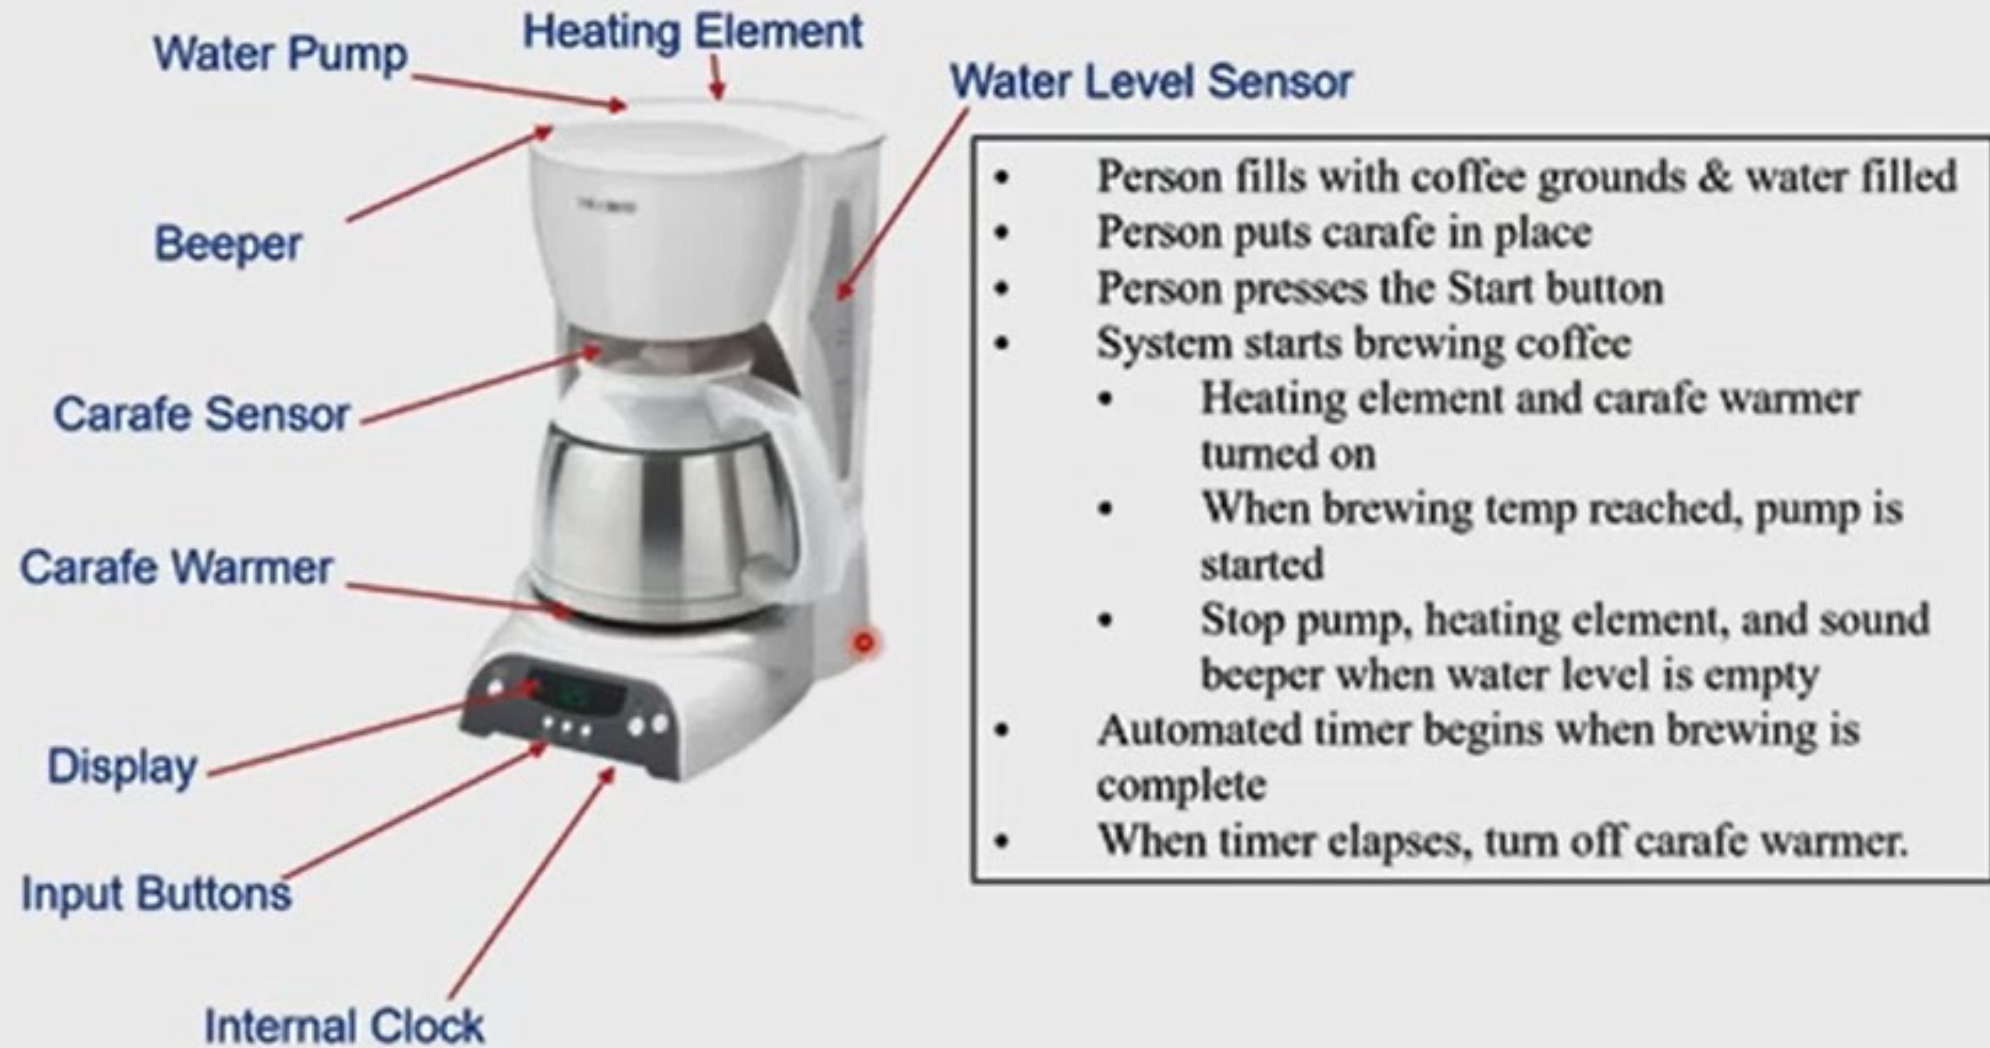 Heating Element
Water Pump
Water Level Sensor
Beeper
Carafe Sensor
Carafe Warmer
Display
Input Buttons
Internal Clock
• Person fills with coffee grounds & water filled
• Person puts carafe in place
• Person presses the Start button
• System starts brewing coffee
• Heating element and carafe warmer
turned on
• When brewing temp reached, pump is
started
• Stop pump, heating element, and sound
beeper when water level is empty
• Automated timer begins when brewing is
complete
• When timer elapses, turn off carafe warmer.